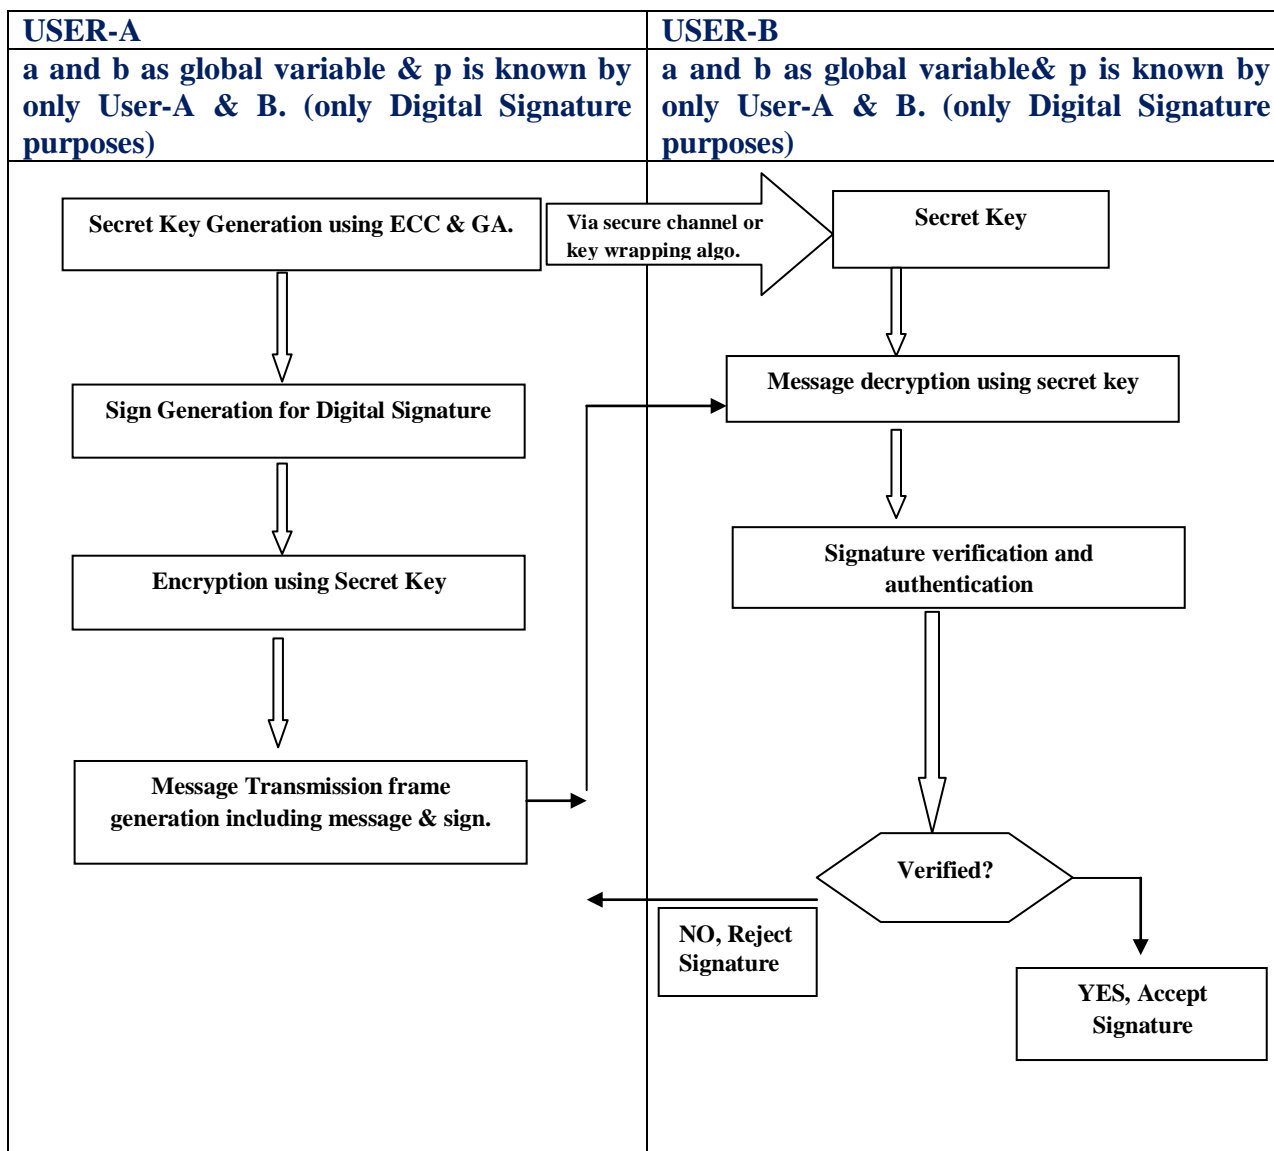 USER-A
a and b as global variable & p is known by
only User-A & B. (only Digital Signature
purposes)
USER-B
a and b as global variable& p is known by
only User-A & B. (only Digital Signature
purposes)
Secret Key Generation using ECC & GA.
Via secure channel or
key wrapping algo.
Secret Key
Sign Generation for Digital Signature
Message decryption using secret key
Encryption using Secret Key
Signature verification and
authentication
Message Transmission frame
generation including message & sign.
Verified?
NO, Reject
Signature
YES, Accept
Signature